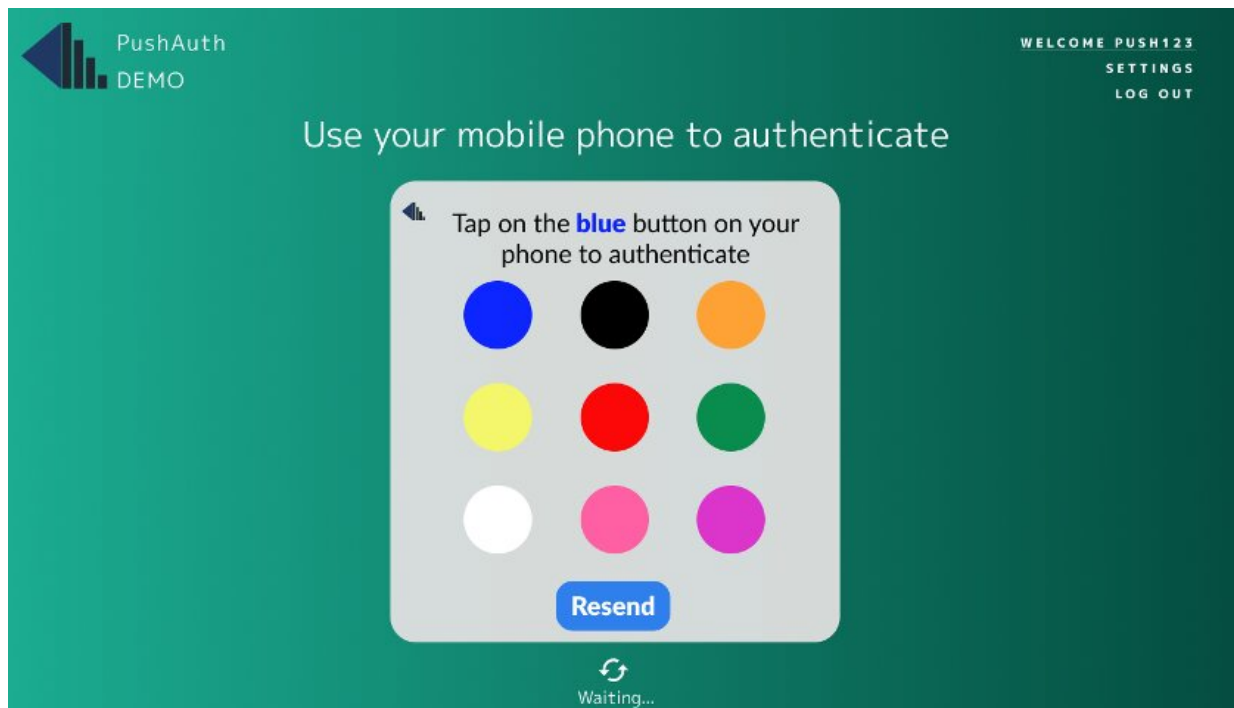 PushAuth
DEMO
WELCOME PUSH123
SETTINGS
LOG OUT
Use your mobile phone to authenticate
Tap on the blue button on your
phone to authenticate
Resend
Waiting...